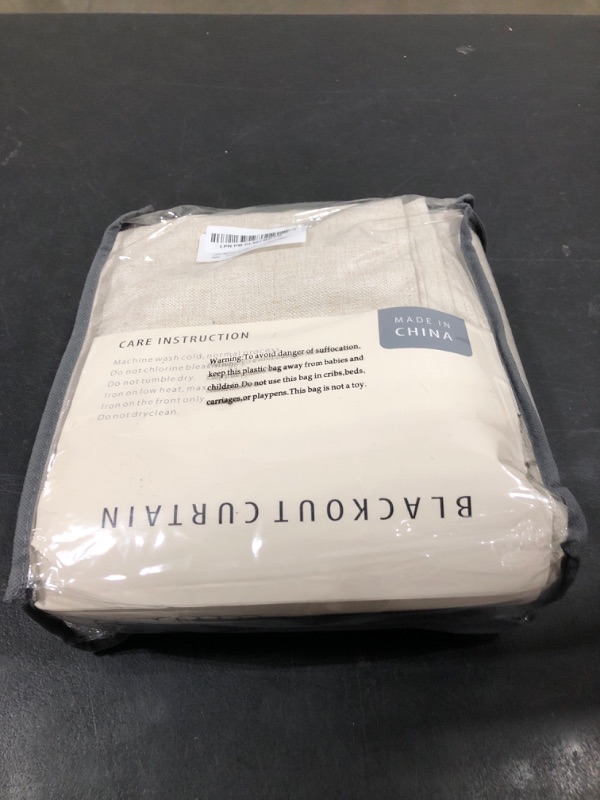 CARE INSTRUCTION
Machine wash cold, normal
Do not chlorine bleach
Do not tumble dry
Iron on low heat, max
Iron on the front only
Do not dryclean.
Warning: To avoid danger of suffocation,
keep this plastic bag away from babies and
children. Do not use this bag in cribs, beds,
carriages, or playpens. This bag is not a toy.
MADE IN
CHINA
BLACKOUT CURTAIN